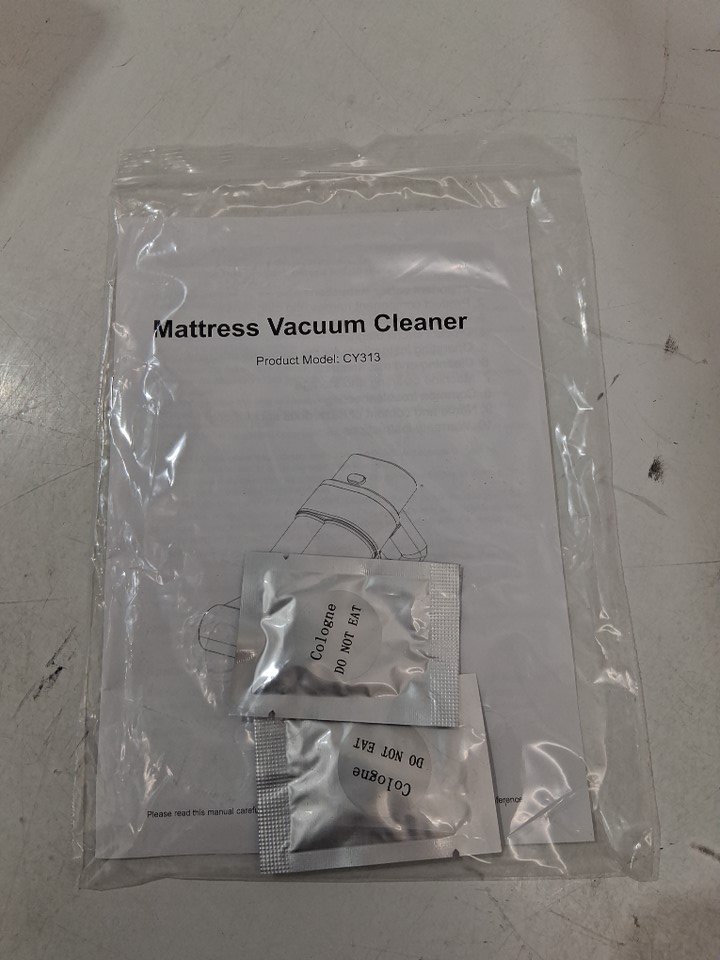 Mattress Vacuum Cleaner
Product Model: CY313
Cologne
DO NOT EAT
Cologne
DO NOT EAT
Please read this manual